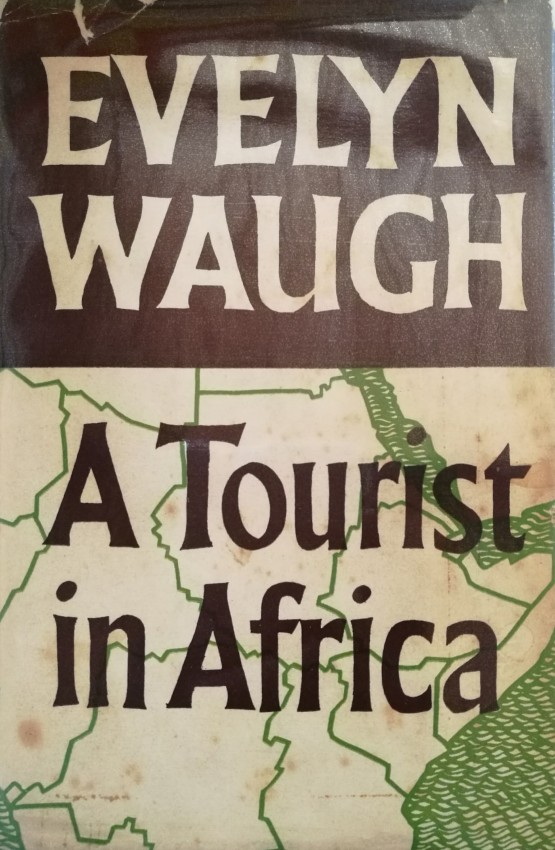 EVELYN
WAUGH
A Tourist
in Africa